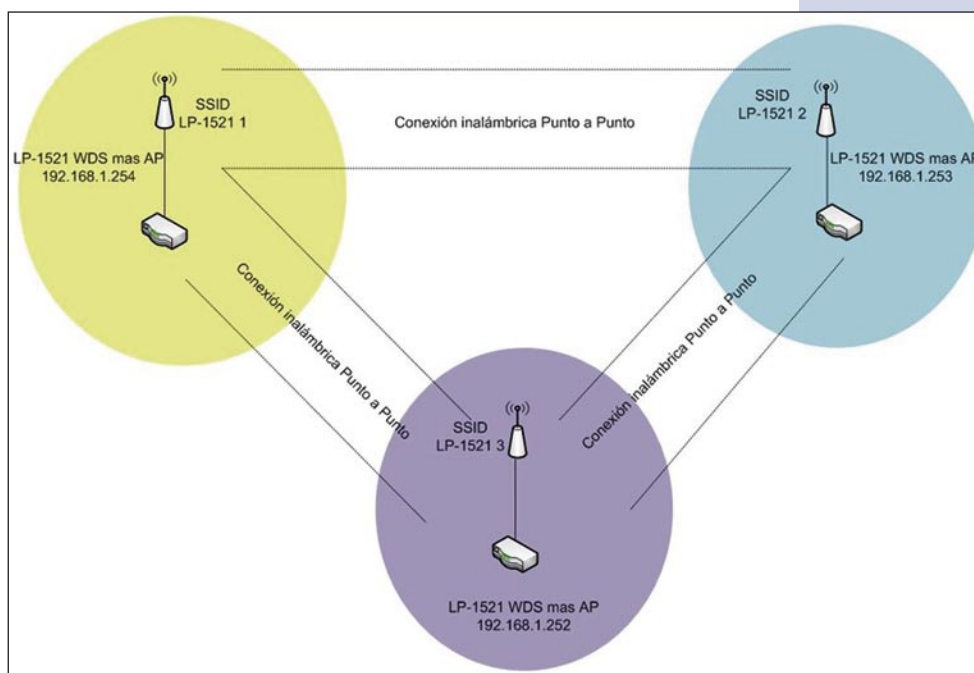 SSID
LP-1521 1
LP-1521 WDS mas AP
192.168.1.254
Conexión inalámbrica Punto a Punto
SSID
LP-1521 2
LP-1521 WDS mas AP
192.168.1.253
Conexión inalámbrica Punto a Punto
Conexión inalámbrica Punto a Punto
SSID
LP-1521 3
LP-1521 WDS mas AP
192.168.1.252